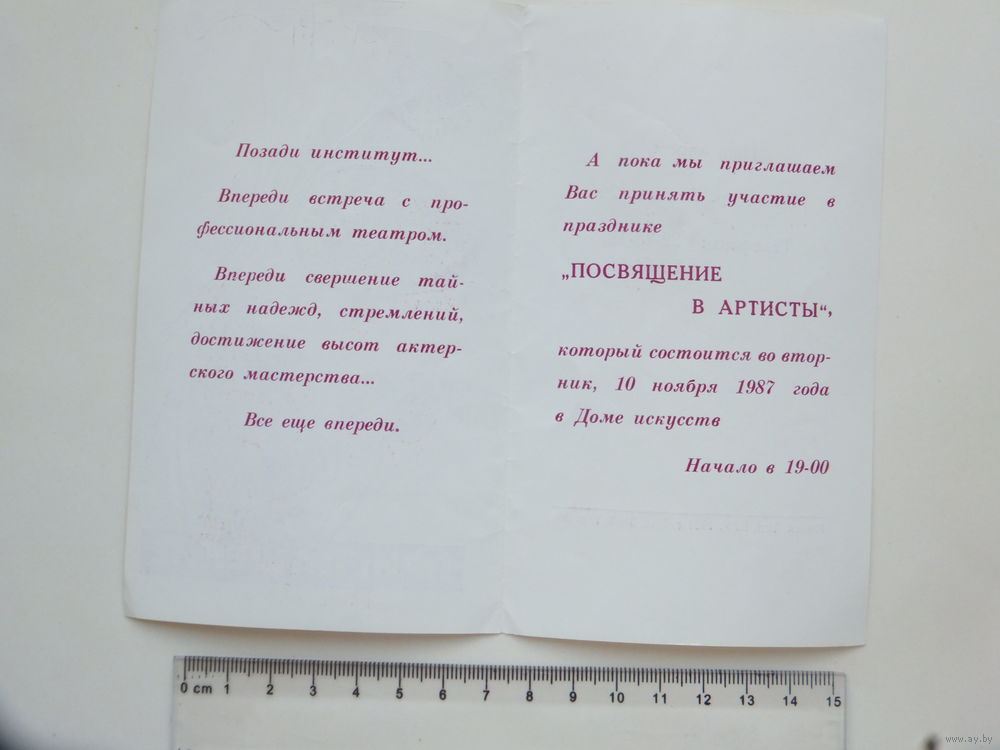 Позади институт...
Впереди встреча с про-
фессиональным театром.
Впереди свершение тай-
ных надежд, стремлений,
достижение высот актер-
ского мастерства...
Все еще впереди.
А пока мы приглашаем
Вас принять участие в
празднике
„ПОСВЯЩЕНИЕ
В АРТИСТЫ“,
который состоится во втор-
ник, 10 ноября 1987 года
в Доме искусств
Начало в 19-00
0 cm 1 2 3 4 5 6 7 8 9 10 11 12 13 14 15
www.ay.by